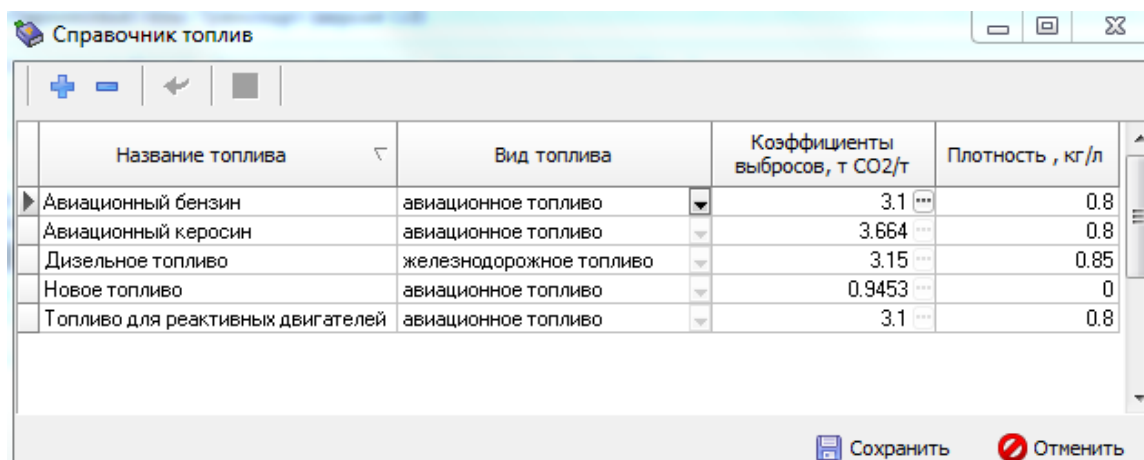 Справочник топлив
Название топлива
Вид топлива
Коэффициенты
выбросов, т CO2/т
Плотность , кг/л
Авиационный бензин авиационное топливо 3.1 0.8
Авиационный керосин авиационное топливо 3.664 0.8
Дизельное топливо железнодорожное топливо 3.15 0.85
Новое топливо авиационное топливо 0.9453 0
Топливо для реактивных двигателей авиационное топливо 3.1 0.8
Сохранить Отменить